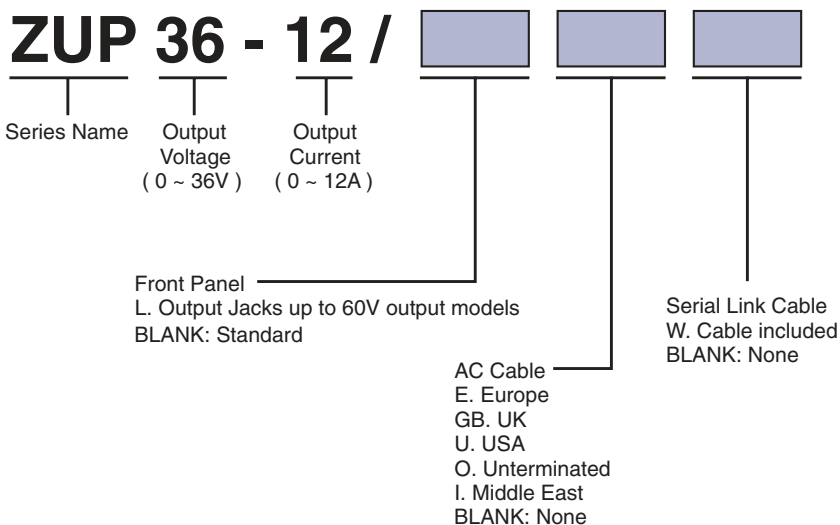 ZUP 36 - 12 /
Series Name
Output
Voltage
( 0 ~ 36V )
Output
Current
( 0 ~ 12A )
Front Panel
L. Output Jacks up to 60V output models
BLANK: Standard
AC Cable
E. Europe
GB. UK
U. USA
O. Unterminated
I. Middle East
BLANK: None
Serial Link Cable
W. Cable included
BLANK: None